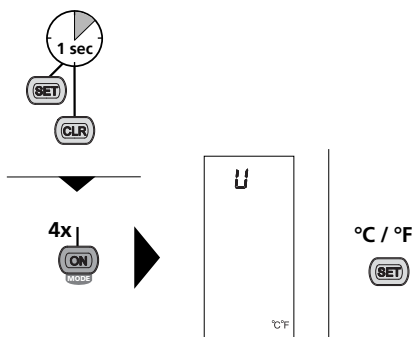 1 sec
SET
CLR
4x
ON
MODE
U
°C°F
°C / °F
SET